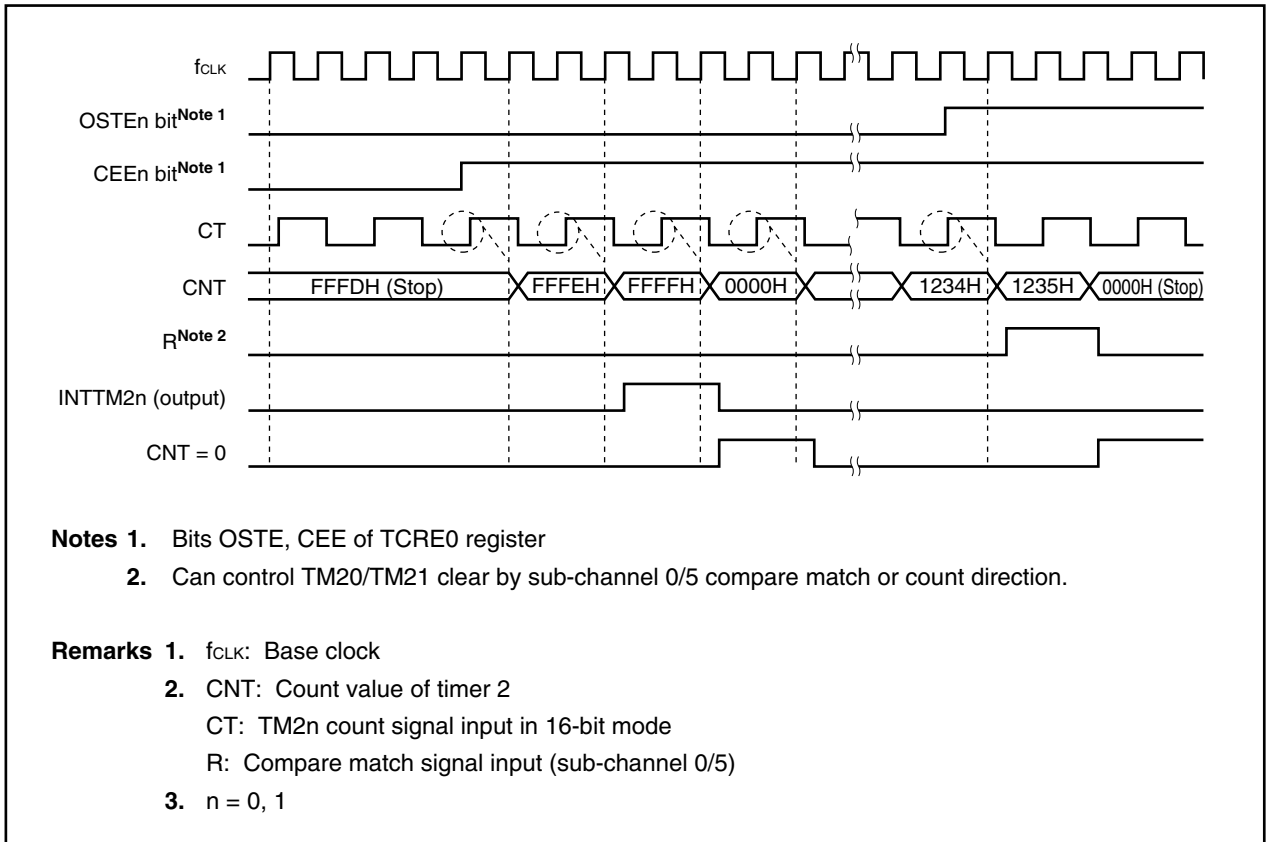 fCLK
OSTEn bitNote 1
CEEn bitNote 1
CT
CNT FFFDH (Stop) FFFEH FFFFH 0000H 1234H 1235H 0000H (Stop)
RNote 2
INTTM2n (output)
CNT = 0
Notes 1. Bits OSTE, CEE of TCRE0 register
2. Can control TM20/TM21 clear by sub-channel 0/5 compare match or count direction.
Remarks 1. fCLK: Base clock
2. CNT: Count value of timer 2
CT: TM2n count signal input in 16-bit mode
R: Compare match signal input (sub-channel 0/5)
3. n = 0, 1